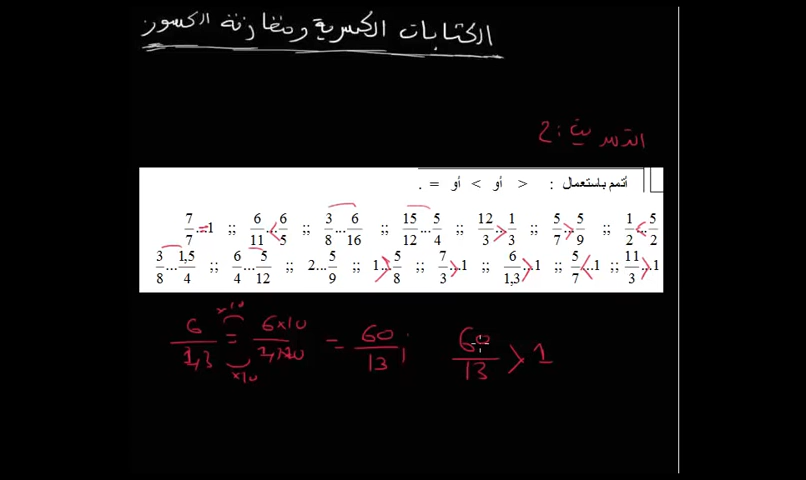 الكتابات الكسرية ومقارنة الكسور
التمرين 2:
أتمم باستعمال : > أو < أو = .
7/7 ...= 1 ;; 6/11 ...< 6/5 ;; 3/8 ... 6/16 ;; 15/12 ... 5/4 ;; 12/3 ...> 1/3 ;; 5/7 ...> 5/9 ;; 1/2 ...< 5/2
3/8 ... 1,5/4 ;; 6/4 ... 5/12 ;; 2 ... 5/9 ;; 1 ...> 5/8 ;; 7/3 ...> 1 ;; 6/1,3 ...> 1 ;; 5/7 ...< 1 ;; 11/3 ...> 1
×10
6/1,3 = 6×10/1,3×10 = 60/13 ; 60/13 > 1
×10